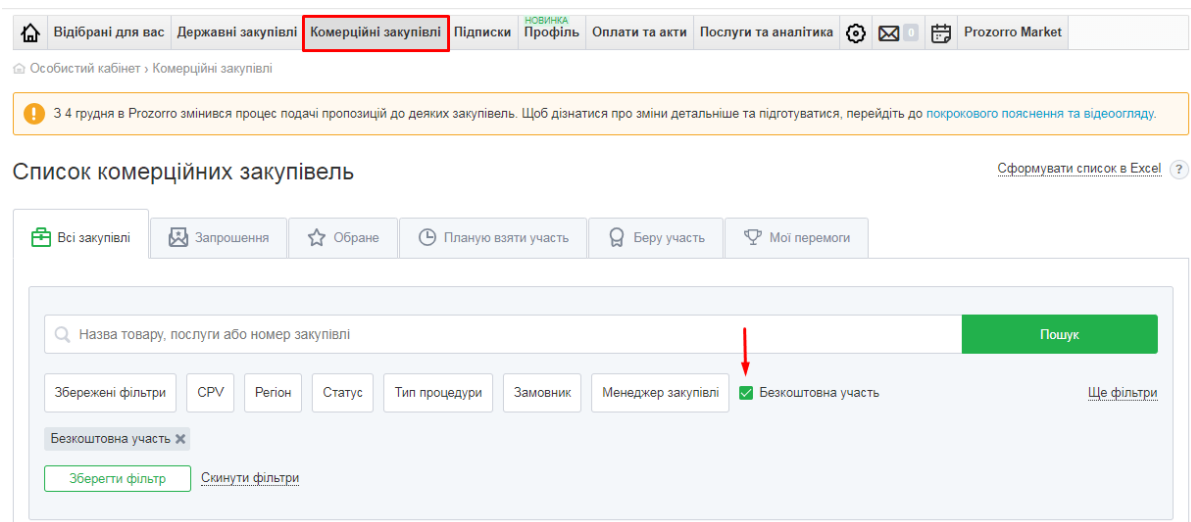 НОВИНКА
Відібрані для вас Державні закупівлі Комерційні закупівлі Підписки Профіль Оплати та акти Послуги та аналітика 0 Prozorro Market
Особистий кабінет › Комерційні закупівлі
З 4 грудня в Prozorro змінився процес подачі пропозицій до деяких закупівель. Щоб дізнатися про зміни детальніше та підготуватися, перейдіть до покрокового пояснення та відеоогляду.
Список комерційних закупівель
Сформувати список в Excel ?
Всі закупівлі Запрошення Обране Планую взяти участь Беру участь Мої перемоги
Назва товару, послуги або номер закупівлі Пошук
Збережені фільтри CPV Регіон Статус Тип процедури Замовник Менеджер закупівлі Безкоштовна участь Ще фільтри
Безкоштовна участь ✕
Зберегти фільтр Скинути фільтри